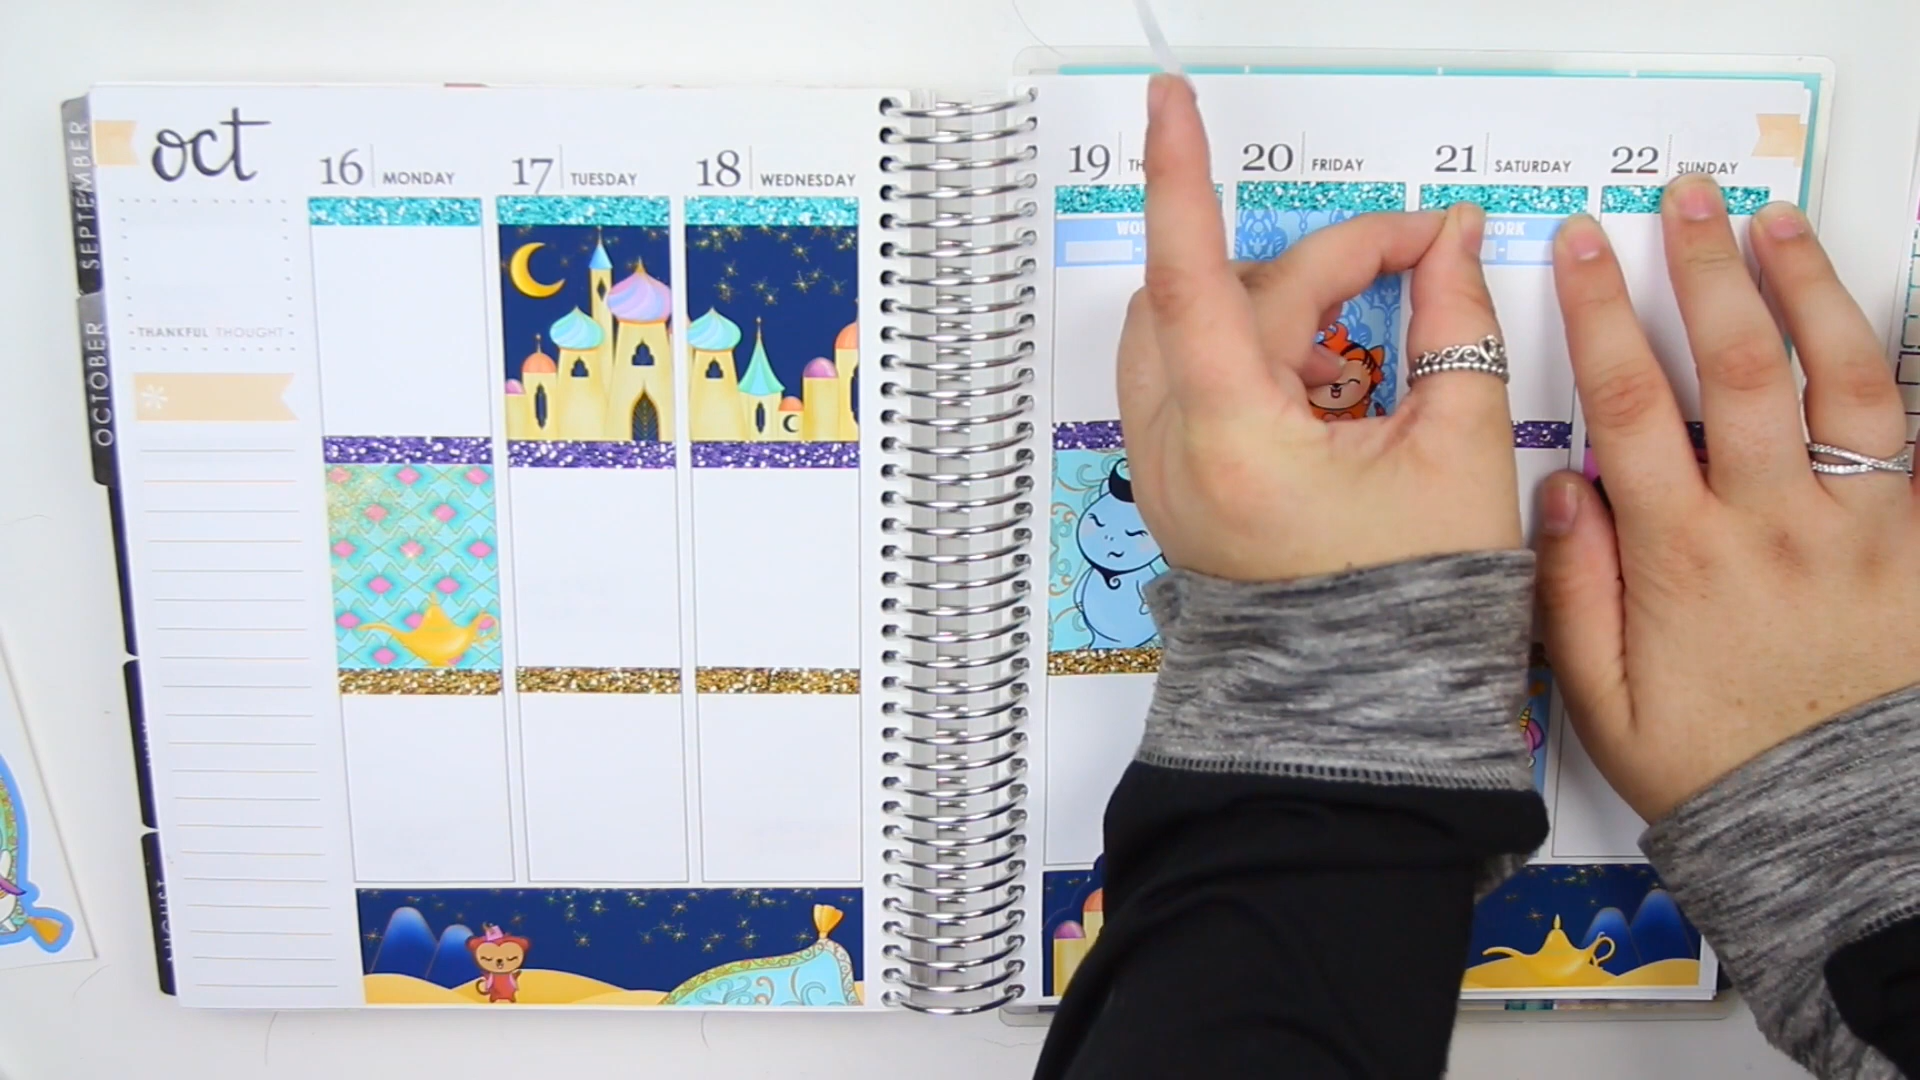 oct
16 MONDAY
17 TUESDAY
18 WEDNESDAY
19
20 FRIDAY
21 SATURDAY
22 SUNDAY
SEPTEMBER
OCTOBER
THANKFUL THOUGHT
WORK
AUGUST